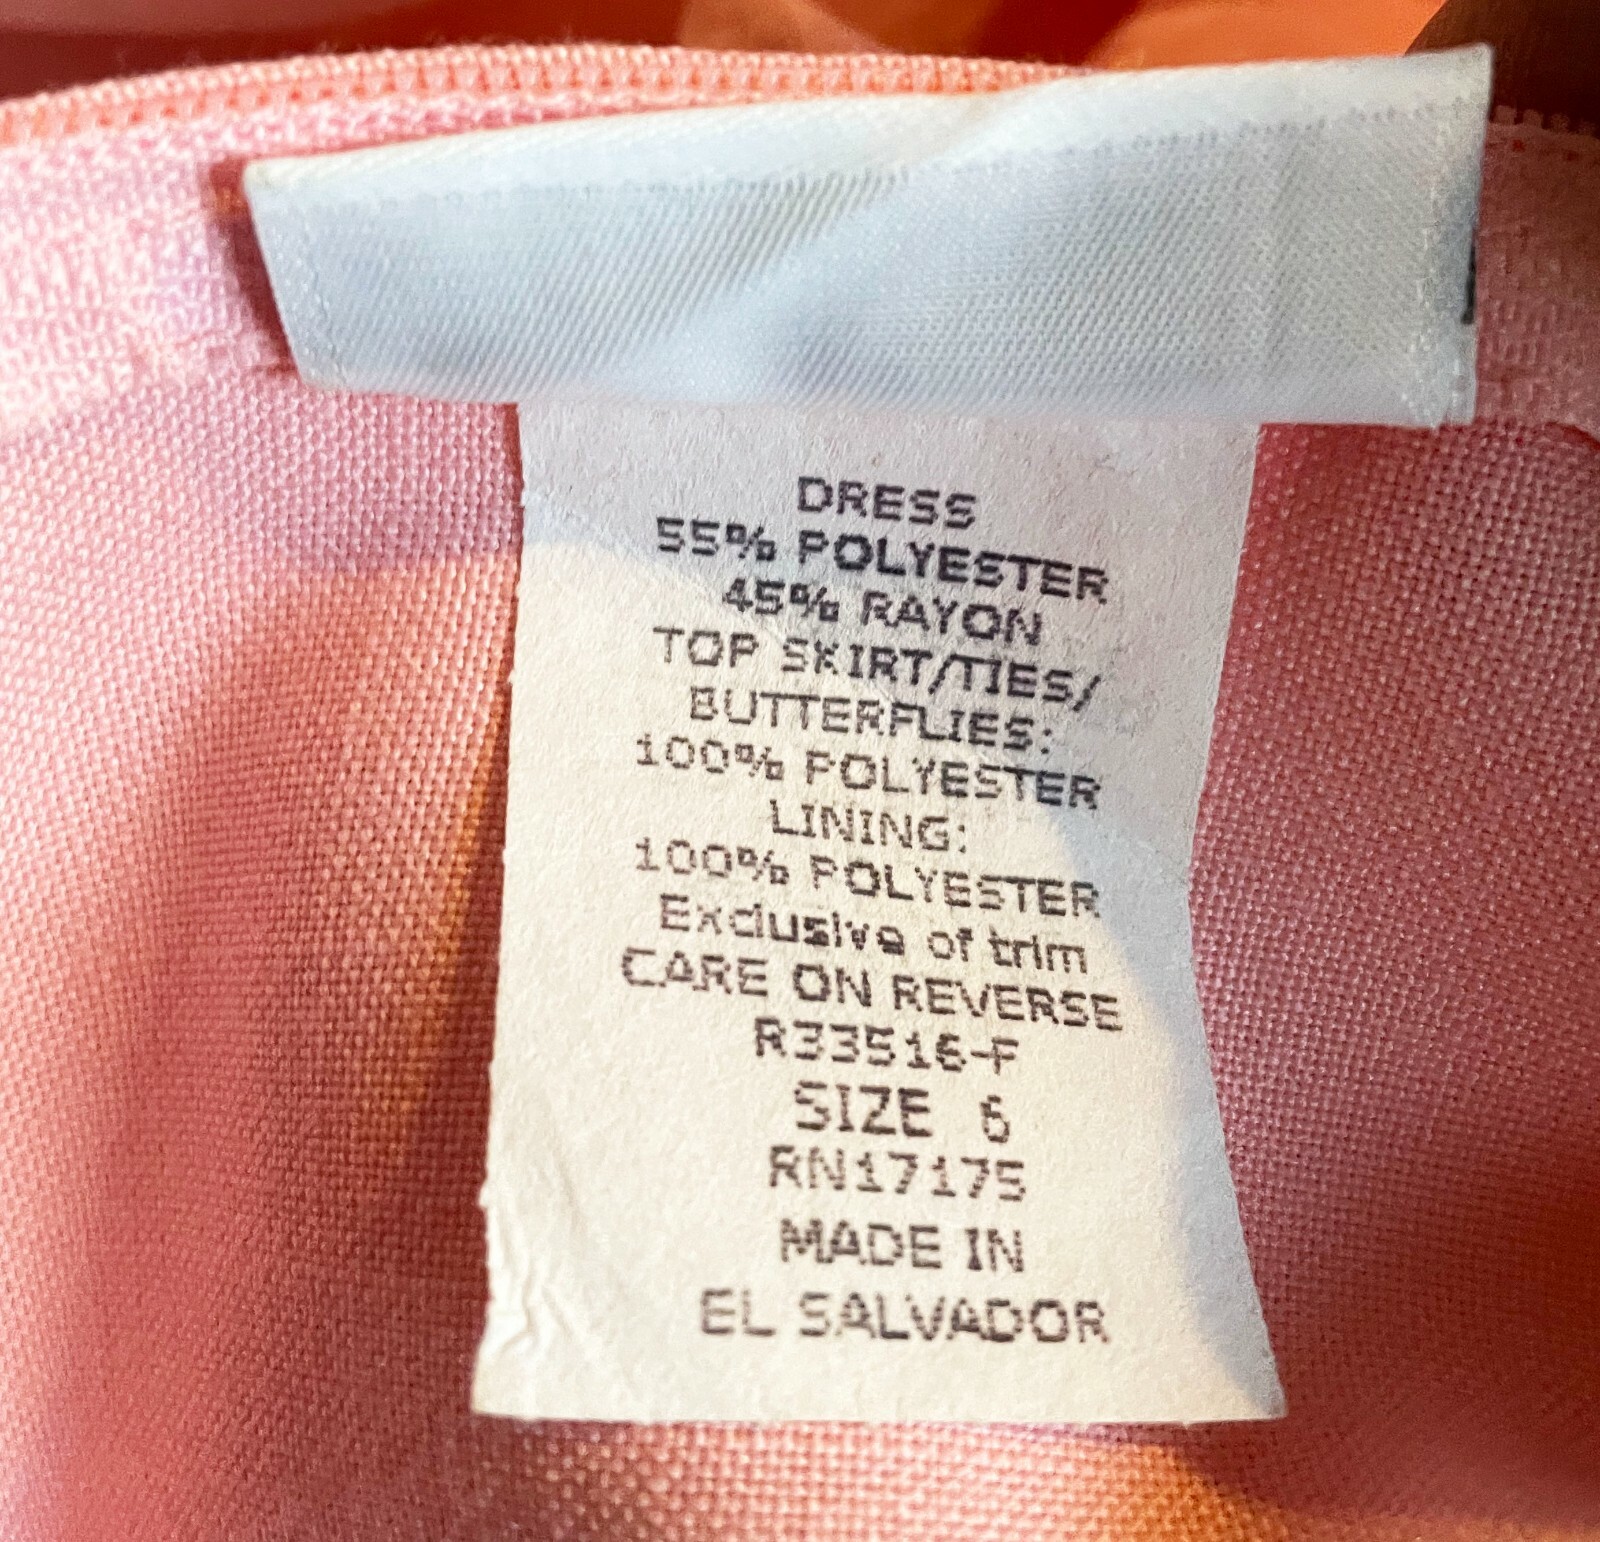 DRESS
55% POLYESTER
45% RAYON
TOP SKIRT/TIES/
BUTTERFLIES:
100% POLYESTER
LINING:
100% POLYESTER
Exclusive of trim
CARE ON REVERSE
R33516-F
SIZE 6
RN17175
MADE IN
EL SALVADOR